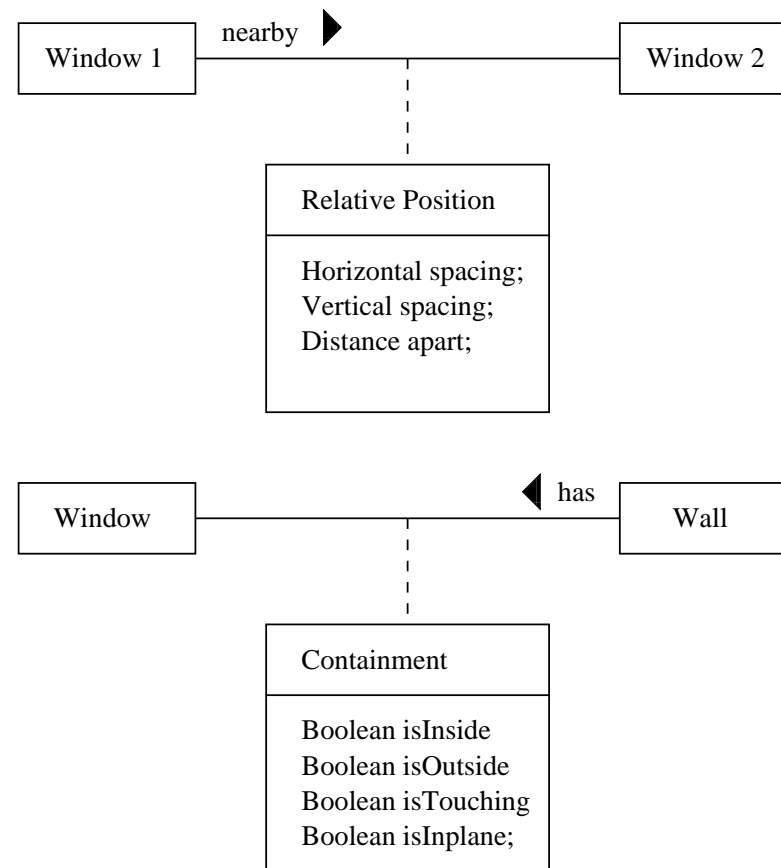 nearby
Window 1
Window 2
Relative Position
Horizontal spacing;
Vertical spacing;
Distance apart;
has
Window
Wall
Containment
Boolean isInside
Boolean isOutside
Boolean isTouching
Boolean isInplane;